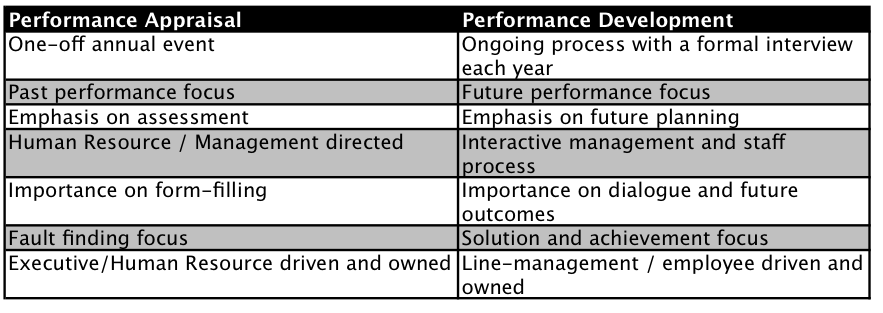 Performance Appraisal
Performance Development
One-off annual event
Ongoing process with a formal interview
each year
Past performance focus
Future performance focus
Emphasis on assessment
Emphasis on future planning
Human Resource / Management directed
Interactive management and staff
process
Importance on form-filling
Importance on dialogue and future
outcomes
Fault finding focus
Solution and achievement focus
Executive/Human Resource driven and owned
Line-management / employee driven and
owned